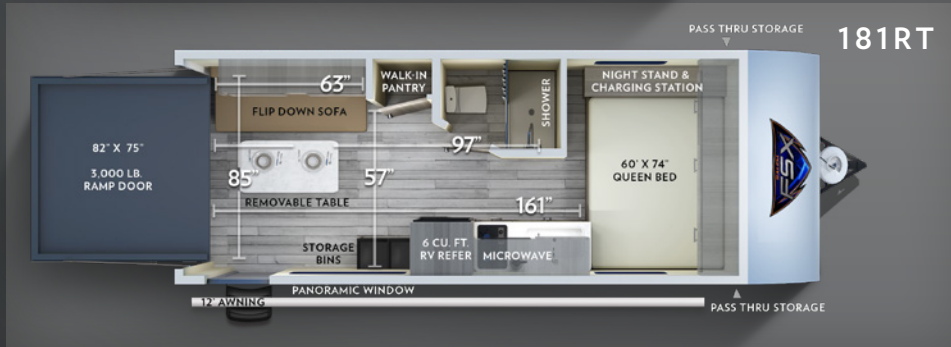 PASS THRU STORAGE
181RT
63”
WALK-IN
PANTRY
SHOWER
NIGHT STAND &
CHARGING STATION
FLIP DOWN SOFA
82" X 75"
3,000 LB.
RAMP DOOR
97”
85”
57”
60' X 74"
QUEEN BED
FSX
REMOVABLE TABLE
161”
STORAGE
BINS
6 CU. FT.
RV REFER
MICROWAVE
PANORAMIC WINDOW
12' AWNING
PASS THRU STORAGE